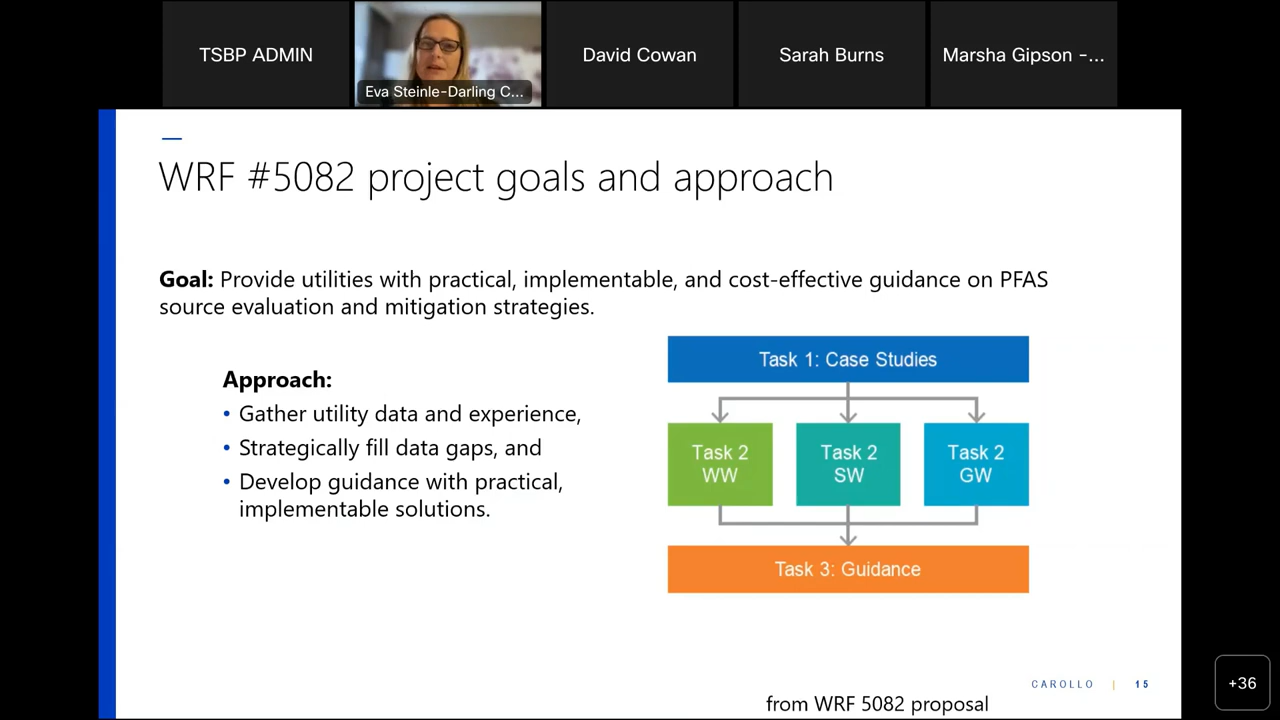 TSBP ADMIN
Eva Steinle-Darling C...
David Cowan
Sarah Burns
Marsha Gipson -...
WRF #5082 project goals and approach
Goal: Provide utilities with practical, implementable, and cost-effective guidance on PFAS
source evaluation and mitigation strategies.
Approach:
• Gather utility data and experience,
• Strategically fill data gaps, and
• Develop guidance with practical,
implementable solutions.
Task 1: Case Studies
Task 2
WW
Task 2
SW
Task 2
GW
Task 3: Guidance
CAROLLO | 15
from WRF 5082 proposal
+36